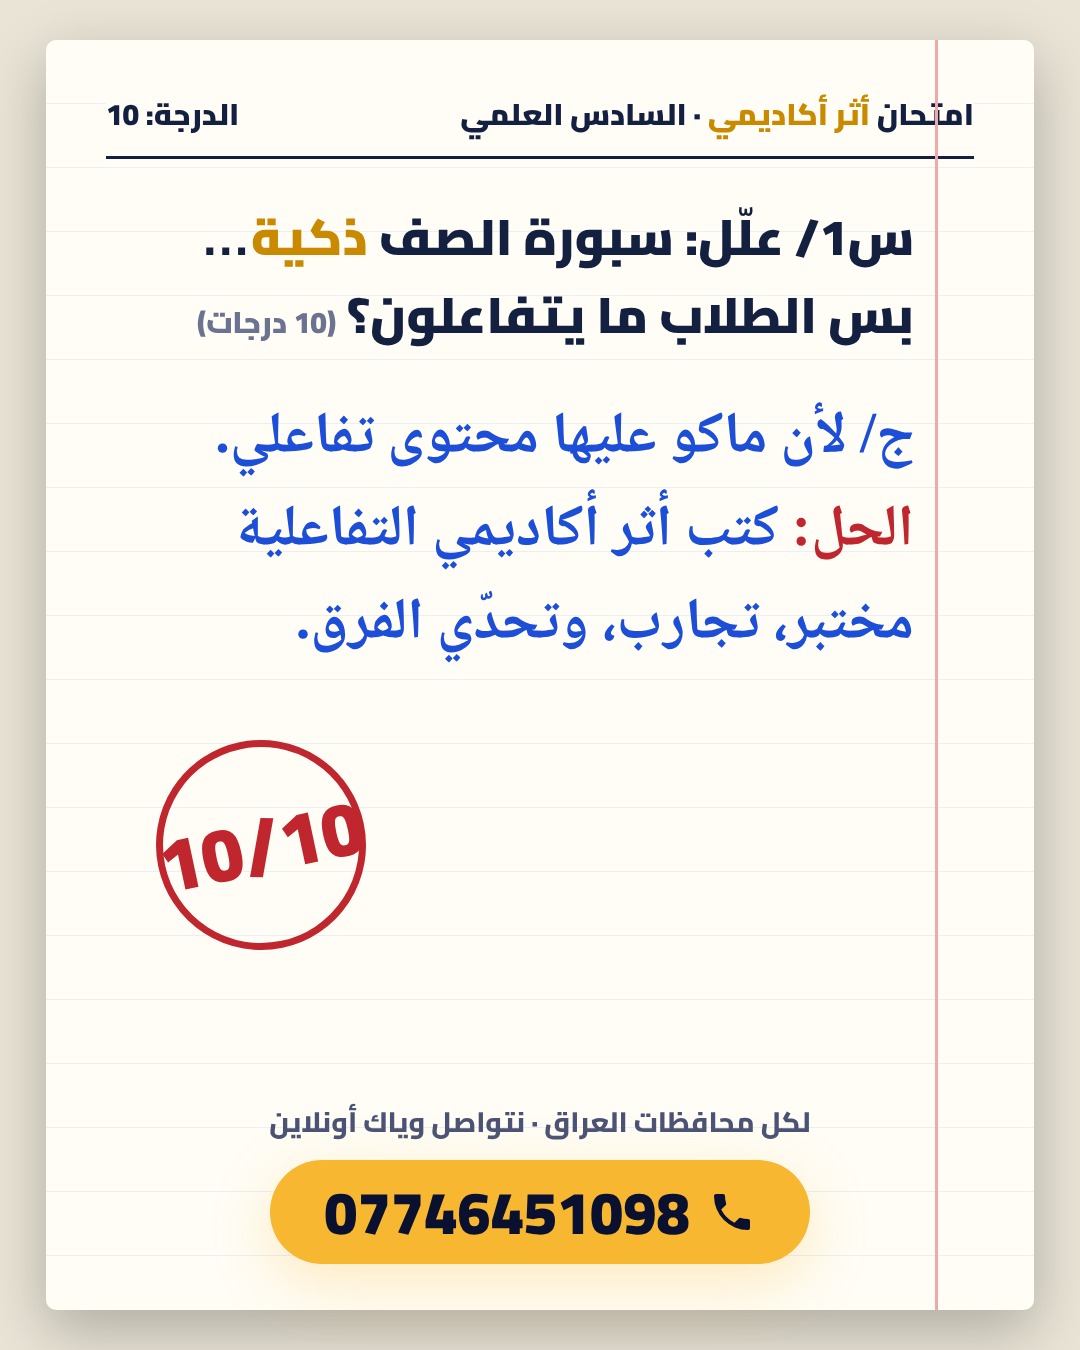 امتحان أثر أكاديمي · السادس العلمي
الدرجة: 10
س1/ علّل: سبورة الصف ذكية...
بس الطلاب ما يتفاعلون؟ (10 درجات)
ج/ لأن ماكو عليها محتوى تفاعلي.
الحل: كتب أثر أكاديمي التفاعلية
مختبر، تجارب، وتحدّي الفرق.
10/10
لكل محافظات العراق · نتواصل وياك أونلاين
07746451098